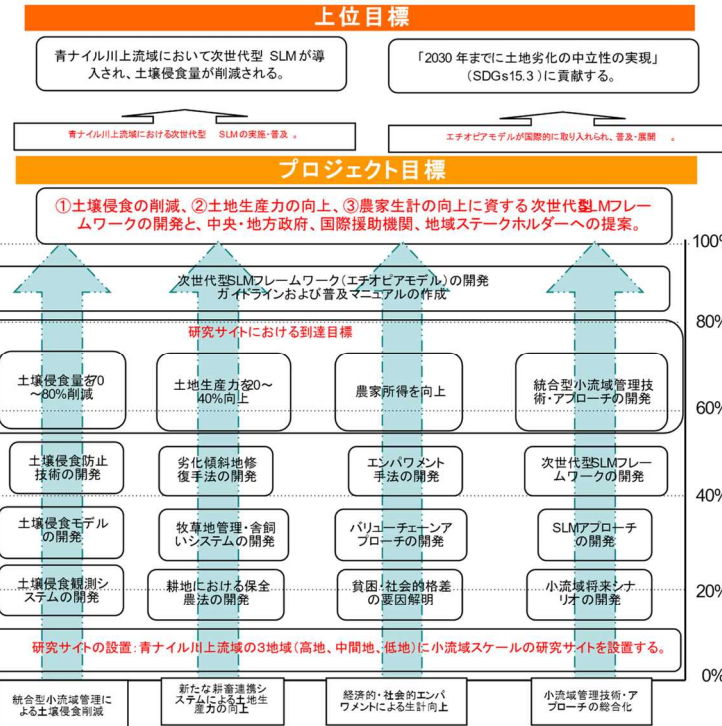 上位目標
青ナイル川上流域において次世代型 SLMが導
入され、土壌侵食量が削減される。
「2030年までに土地劣化の中立性の実現」
(SDGs15.3)に貢献する。
青ナイル川上流域における次世代型 SLMの実施・普及 。
エチオピアモデルが国際的に取り入れられ、普及・展開 。
プロジェクト目標
①土壌侵食の削減、②土地生産力の向上、③農家生計の向上に資する次世代型SLMフレー
ムワークの開発と、中央・地方政府、国際援助機関、地域ステークホルダーへの提案。
100%
次世代型SLMフレームワーク(エチオピアモデル)の開発
ガイドラインおよび普及マニュアルの作成
80%
研究サイトにおける到達目標
土壌侵食量を70
~80%削減
土地生産力を20~
40%向上
農家所得を向上
統合型小流域管理技
術・アプローチの開発
60%
土壌侵食防止
技術の開発
劣化傾斜地修
復手法の開発
エンパワメント
手法の開発
次世代型SLMフレー
ムワークの開発
40%
土壌侵食モデル
の開発
牧草地管理・舎飼
いシステムの開発
バリューチェーンア
プローチの開発
SLMアプローチ
の開発
土壌侵食観測シ
ステムの開発
耕地における保全
農法の開発
貧困・社会的格差
の要因解明
小流域将来シナ
リオの開発
20%
研究サイトの設置:青ナイル川上流域の3地域(高地、中間地、低地)に小流域スケールの研究サイトを設置する。
0%
統合型小流域管理に
よる土壌侵食削減
新たな耕畜連携シ
ステムによる土地生
産力の向上
経済的・社会的エンパ
ワメントによる生計向上
小流域管理技術・ア
プローチの総合化